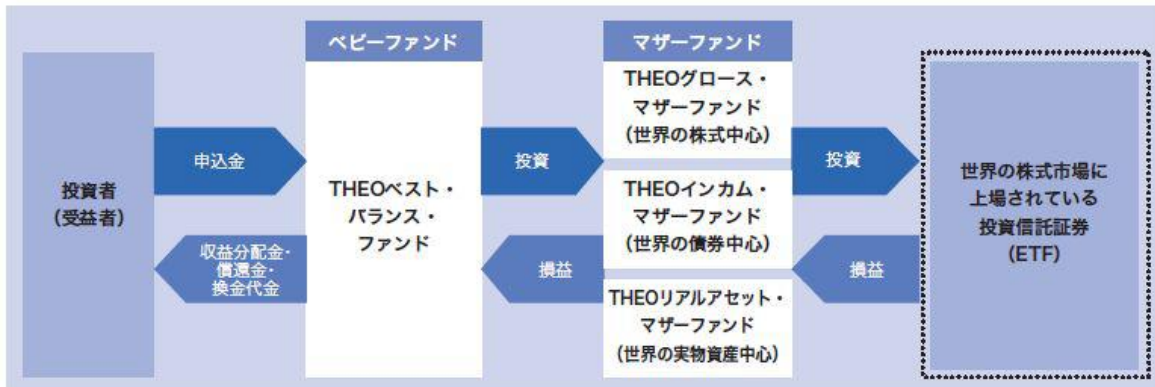 ベビーファンド
マザーファンド
投資者
(受益者)
申込金
収益分配金・
償還金・
換金代金
THEOベスト・
バランス・
ファンド
投資
損益
THEOグロース・
マザーファンド
(世界の株式中心)
THEOインカム・
マザーファンド
(世界の債券中心)
THEOリアルアセット・
マザーファンド
(世界の実物資産中心)
投資
損益
世界の株式市場に
上場されている
投資信託証券
(ETF)